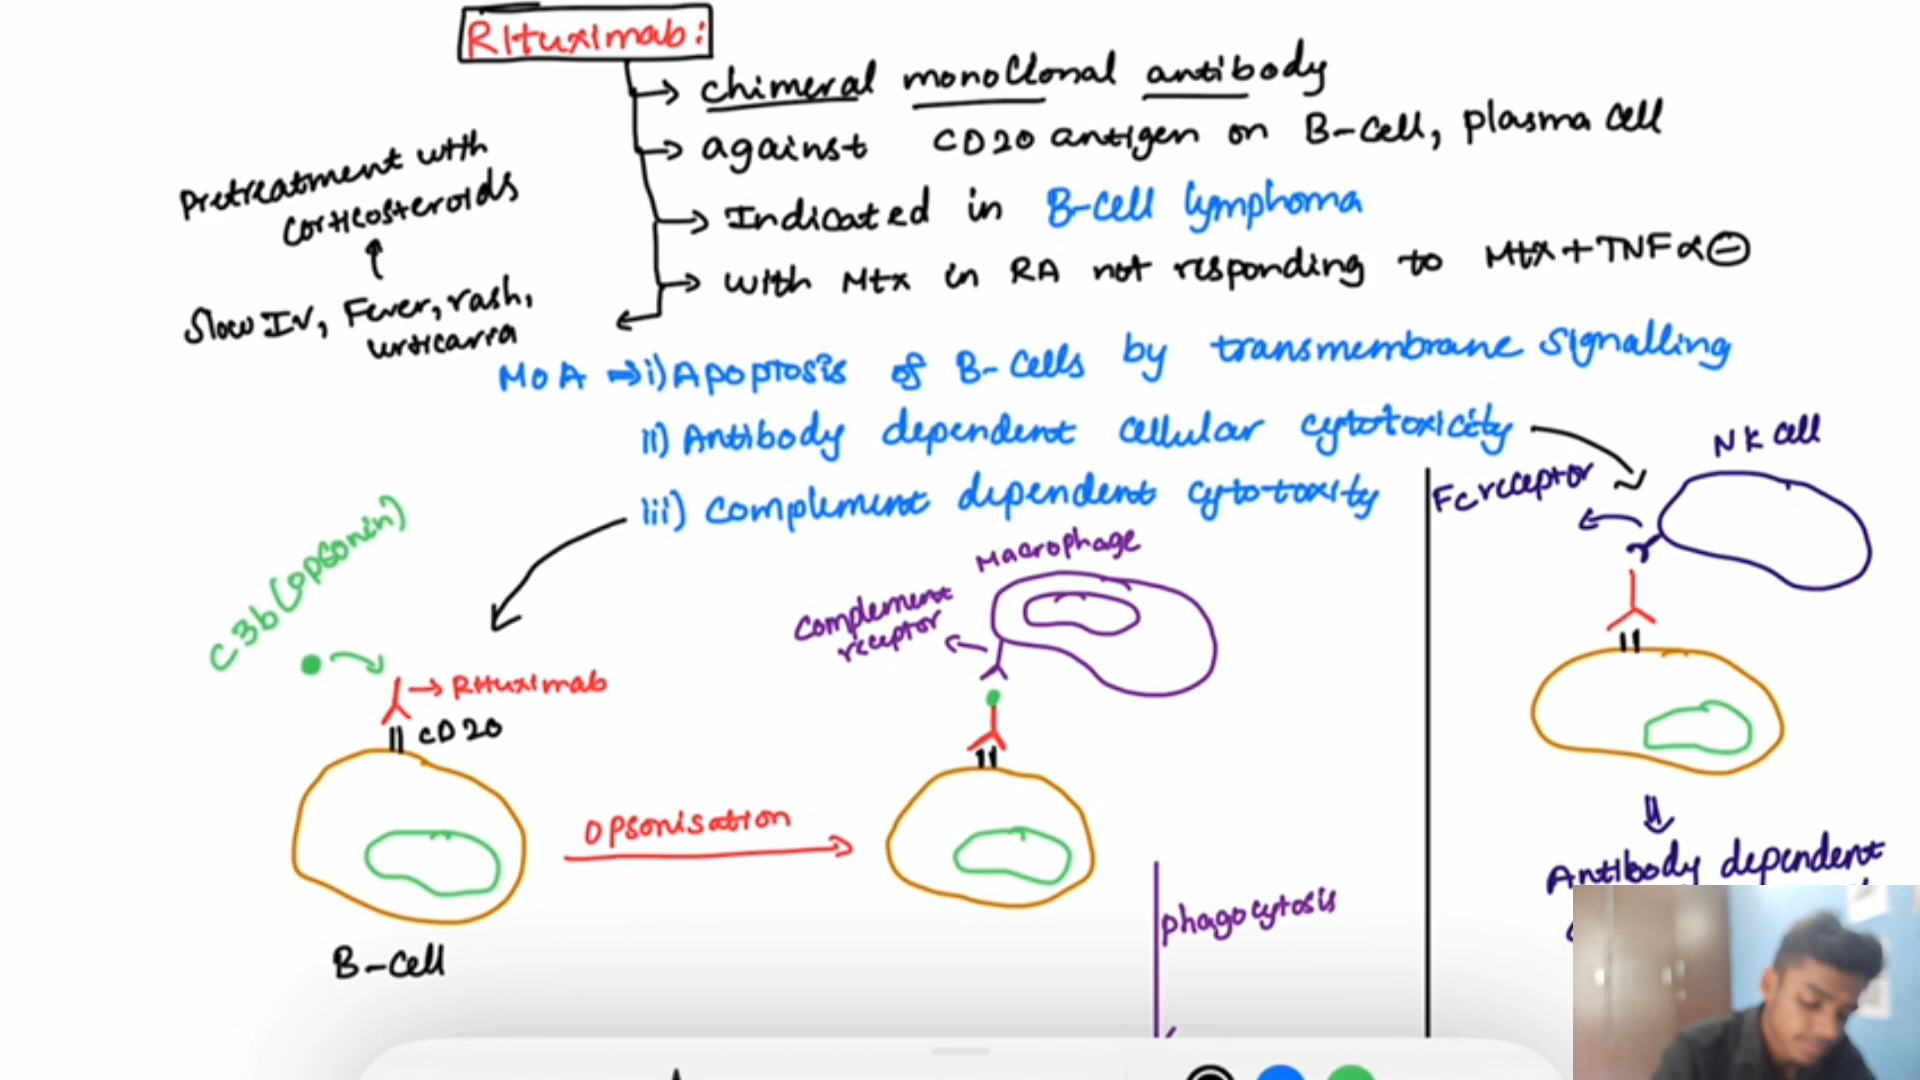 Rituximab:
→ chimeral monoclonal antibody
→ against CD20 antigen on B-cell, plasma cell
→ Indicated in B-cell lymphoma
→ with Mtx in RA not responding to Mtx + TNFα⊖
Pretreatment with
corticosteroids
Slow IV, Fever, rash,
urticaria
MOA → i) Apoptosis of B-cells by transmembrane signalling
ii) Antibody dependent cellular cytotoxicity
iii) complement dependent cytotoxity
NK cell
Fc receptor
C3b (opsonin)
Macrophage
complement
receptor
→ Rituximab
CD20
opsonisation
B-cell
phagocytosis
Antibody dependent